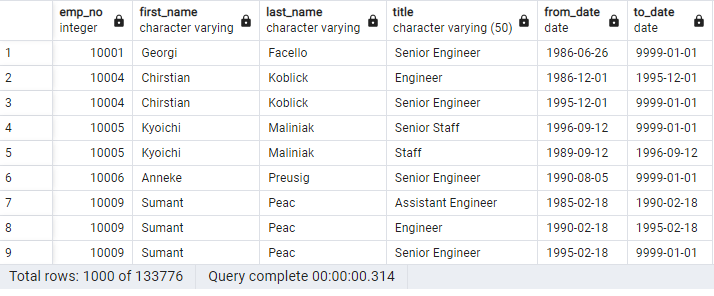 emp_no first_name last_name title from_date to_date
integer character varying character varying character varying (50) date date
1 10001 Georgi Facello Senior Engineer 1986-06-26 9999-01-01
2 10004 Chirstian Koblick Engineer 1986-12-01 1995-12-01
3 10004 Chirstian Koblick Senior Engineer 1995-12-01 9999-01-01
4 10005 Kyoichi Maliniak Senior Staff 1996-09-12 9999-01-01
5 10005 Kyoichi Maliniak Staff 1989-09-12 1996-09-12
6 10006 Anneke Preusig Senior Engineer 1990-08-05 9999-01-01
7 10009 Sumant Peac Assistant Engineer 1985-02-18 1990-02-18
8 10009 Sumant Peac Engineer 1990-02-18 1995-02-18
9 10009 Sumant Peac Senior Engineer 1995-02-18 9999-01-01
Total rows: 1000 of 133776 Query complete 00:00:00.314